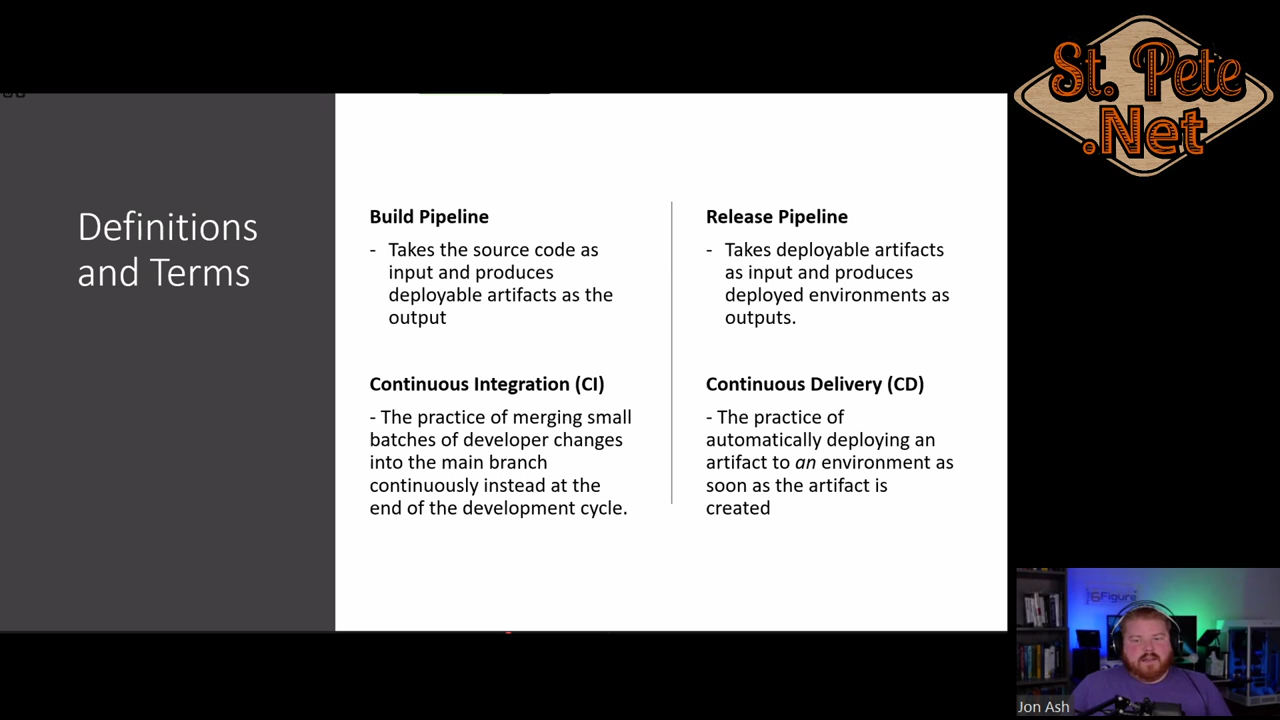 St. Pete
.Net
Definitions
and Terms
Build Pipeline
- Takes the source code as
input and produces
deployable artifacts as the
output
Continuous Integration (CI)
- The practice of merging small
batches of developer changes
into the main branch
continuously instead at the
end of the development cycle.
Release Pipeline
- Takes deployable artifacts
as input and produces
deployed environments as
outputs.
Continuous Delivery (CD)
- The practice of
automatically deploying an
artifact to an environment as
soon as the artifact is
created
6Figure
Jon Ash